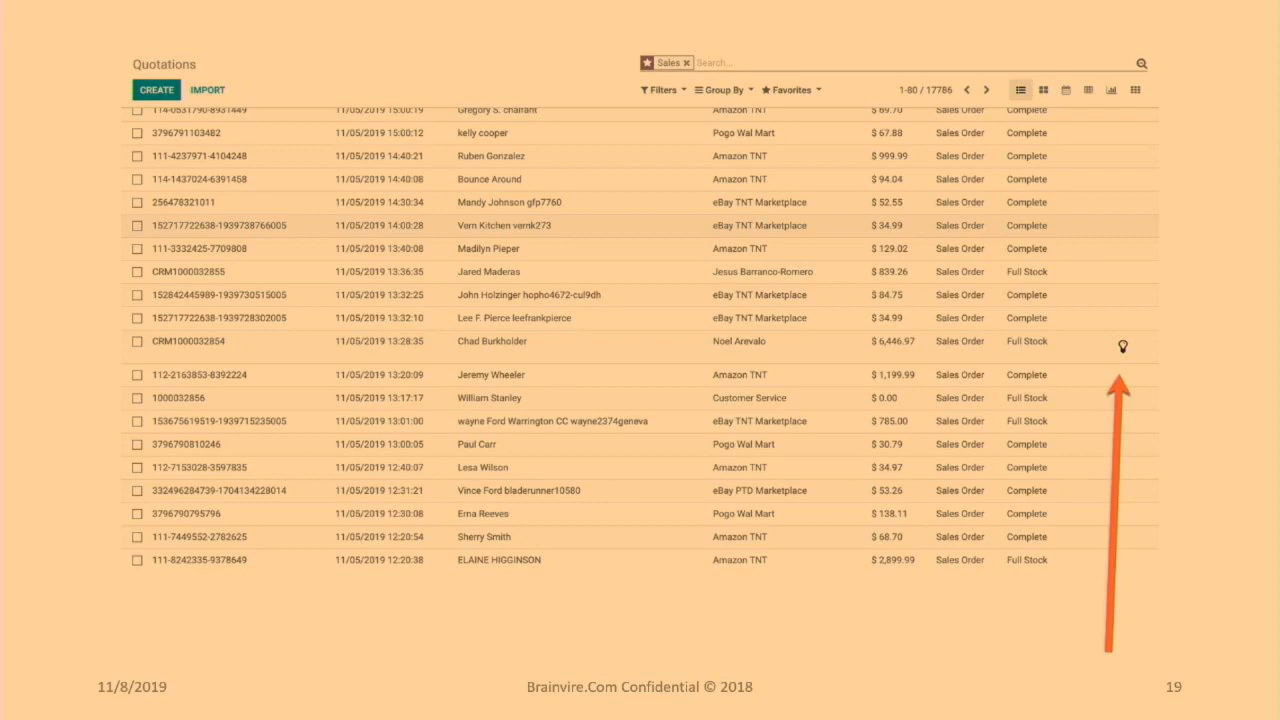 Quotations
Sales × Search...
CREATE IMPORT Filters Group By Favorites 1-80 / 17786
114-0531790-8931449 11/05/2019 15:00:19 Gregory S. chalfant Amazon TNT $ 69.70 Sales Order Complete
3796791103482 11/05/2019 15:00:12 kelly cooper Pogo Wal Mart $ 67.88 Sales Order Complete
111-4237971-4104248 11/05/2019 14:40:21 Ruben Gonzalez Amazon TNT $ 999.99 Sales Order Complete
114-1437024-6391458 11/05/2019 14:40:08 Bounce Around Amazon TNT $ 94.04 Sales Order Complete
256478321011 11/05/2019 14:30:34 Mandy Johnson gfp7760 eBay TNT Marketplace $ 52.55 Sales Order Complete
152717722638-1939738766005 11/05/2019 14:00:28 Vern Kitchen vernk273 eBay TNT Marketplace $ 34.99 Sales Order Complete
111-3332425-7709808 11/05/2019 13:40:08 Madilyn Pieper Amazon TNT $ 129.02 Sales Order Complete
CRM1000032855 11/05/2019 13:36:35 Jared Maderas Jesus Barranco-Romero $ 839.26 Sales Order Full Stock
152842445989-1939730515005 11/05/2019 13:32:25 John Holzinger hopho4672-cul9dh eBay TNT Marketplace $ 84.75 Sales Order Complete
152717722638-1939728302005 11/05/2019 13:32:10 Lee F. Pierce leefrankpierce eBay TNT Marketplace $ 34.99 Sales Order Complete
CRM1000032854 11/05/2019 13:28:35 Chad Burkholder Noel Arevalo $ 6,446.97 Sales Order Full Stock
112-2163853-8392224 11/05/2019 13:20:09 Jeremy Wheeler Amazon TNT $ 1,199.99 Sales Order Complete
1000032856 11/05/2019 13:17:17 William Stanley Customer Service $ 0.00 Sales Order Full Stock
153675619519-1939715235005 11/05/2019 13:01:00 wayne Ford Warrington CC wayne2374geneva eBay TNT Marketplace $ 785.00 Sales Order Full Stock
3796790810246 11/05/2019 13:00:05 Paul Carr Pogo Wal Mart $ 30.79 Sales Order Complete
112-7153028-3597835 11/05/2019 12:40:07 Lesa Wilson Amazon TNT $ 34.97 Sales Order Complete
332496284739-1704134228014 11/05/2019 12:31:21 Vince Ford bladerunner10580 eBay PTD Marketplace $ 53.26 Sales Order Complete
3796790795796 11/05/2019 12:30:08 Erna Reeves Pogo Wal Mart $ 138.11 Sales Order Complete
111-7449552-2782625 11/05/2019 12:20:54 Sherry Smith Amazon TNT $ 68.70 Sales Order Complete
111-8242335-9378649 11/05/2019 12:20:38 ELAINE HIGGINSON Amazon TNT $ 2,899.99 Sales Order Full Stock
11/8/2019 Brainvire.Com Confidential © 2018 19